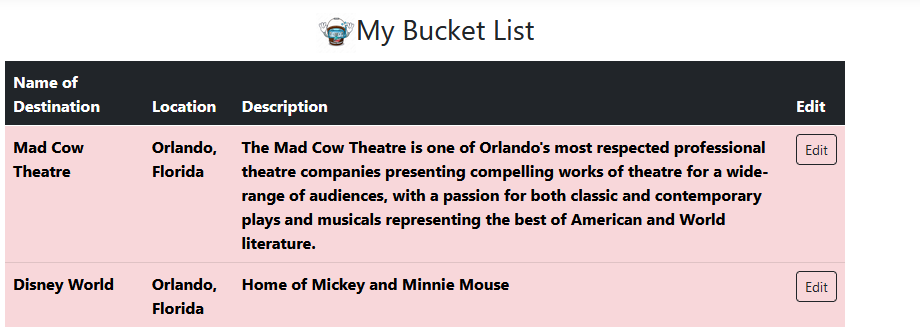 My Bucket List
Name of
Destination Location Description Edit
Mad Cow Orlando, The Mad Cow Theatre is one of Orlando's most respected professional Edit
Theatre Florida theatre companies presenting compelling works of theatre for a wide-
range of audiences, with a passion for both classic and contemporary
plays and musicals representing the best of American and World
literature.
Disney World Orlando, Home of Mickey and Minnie Mouse Edit
Florida